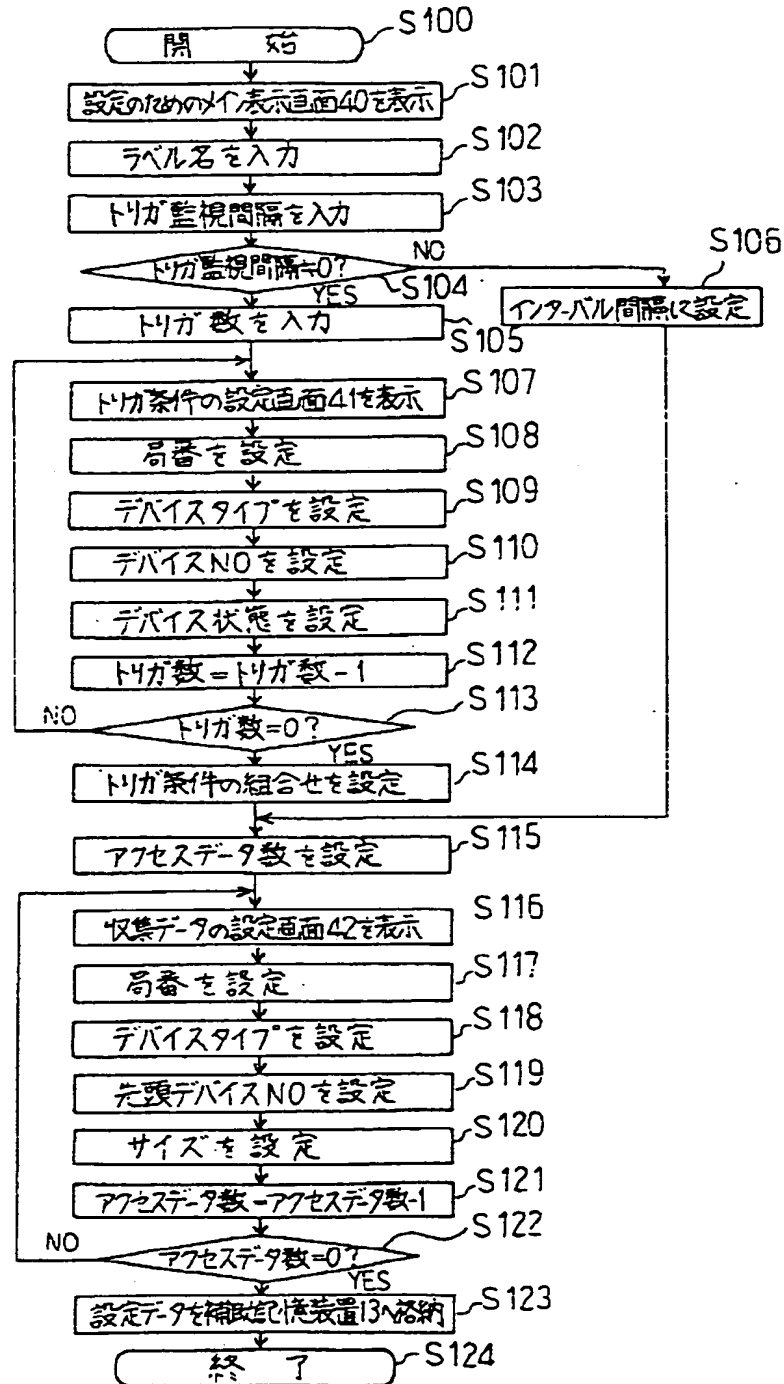 開 始
S100
設定のためのメイン表示画面40を表示
S101
ラベル名を入力
S102
トリガ監視間隔を入力
S103
トリガ監視間隔≒0?
NO
S104
YES
S106
インターバル間隔にて設定
トリガ数を入力
S105
トリガ条件の設定画面41を表示
S107
局番を設定
S108
デバイスタイプを設定
S109
デバイスNOを設定
S110
デバイス状態を設定
S111
トリガ数=トリガ数-1
S112
トリガ数=0?
S113
NO
YES
トリガ条件の組合せを設定
S114
アクセスデータ数を設定
S115
収集データの設定画面42を表示
S116
局番を設定
S117
デバイスタイプを設定
S118
先頭デバイスNOを設定
S119
サイズを設定
S120
アクセスデータ数-アクセスデータ数-1
S121
アクセスデータ数=0?
S122
NO
YES
設定データを補助記憶装置13へ格納
S123
終 了
S124